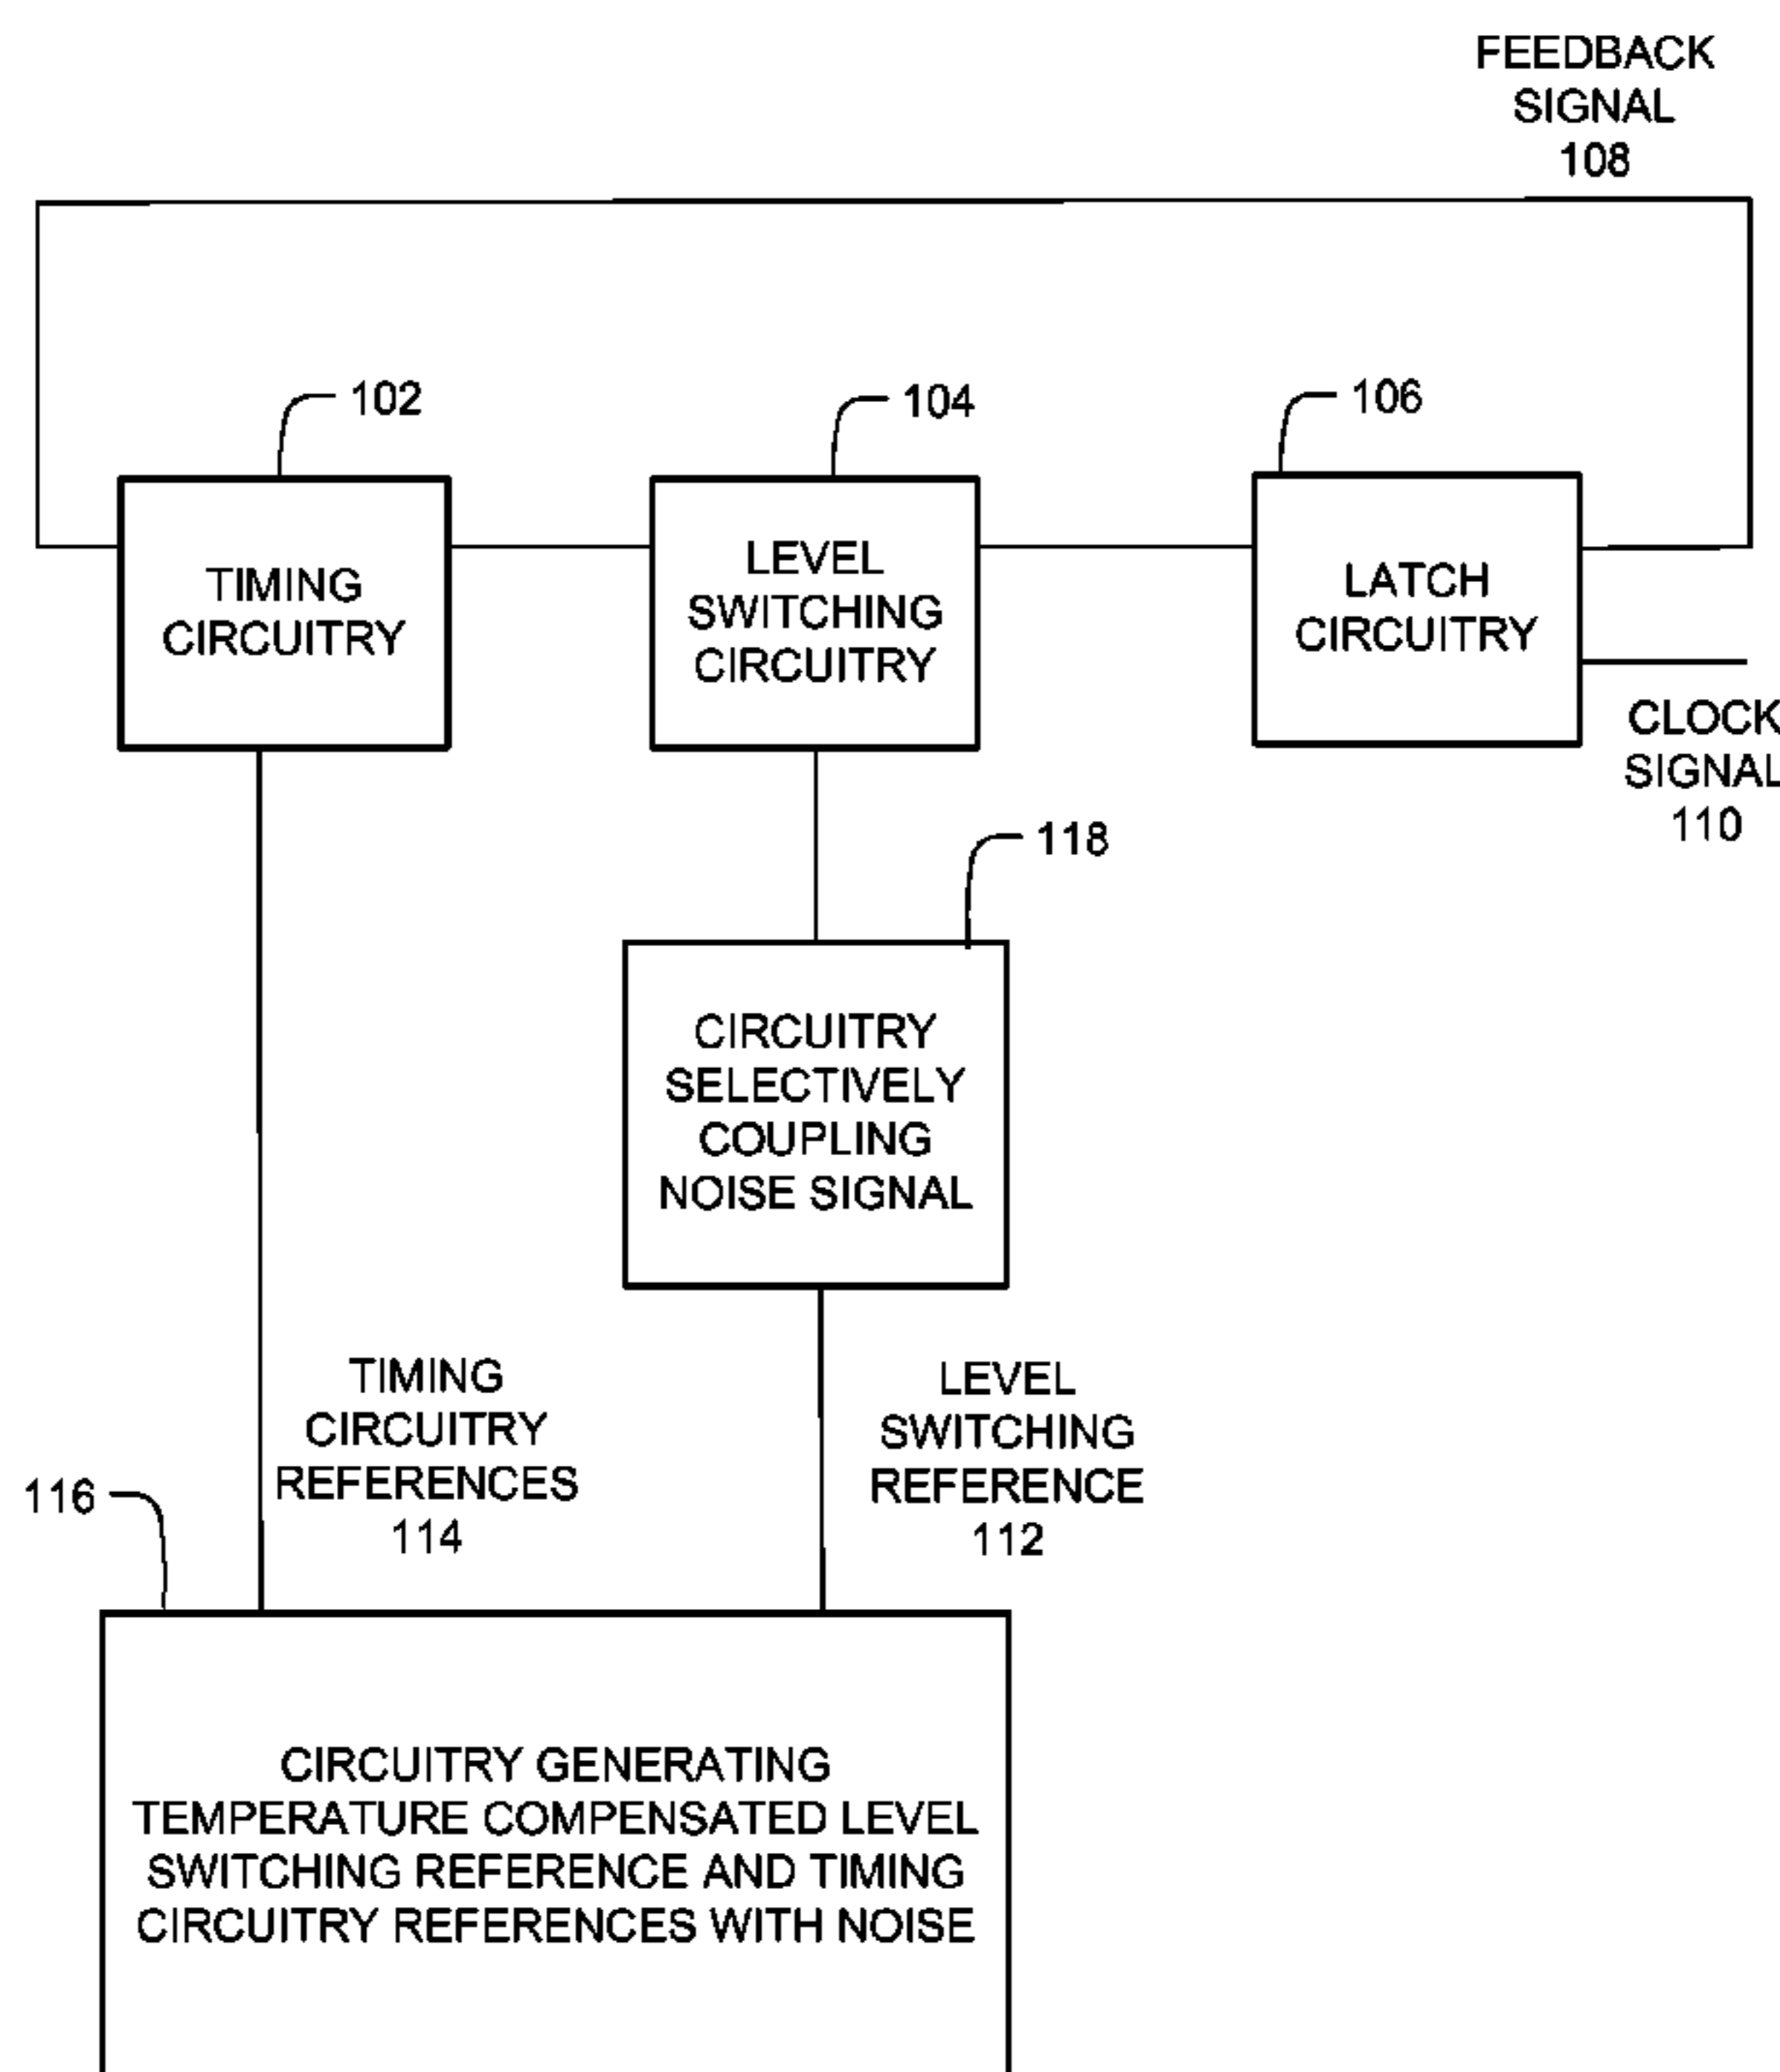 FEEDBACK
SIGNAL
108
102
104
106
TIMING
CIRCUITRY
LEVEL
SWITCHING
CIRCUITRY
LATCH
CIRCUITRY
CLOCK
SIGNAL
110
118
CIRCUITRY
SELECTIVELY
COUPLING
NOISE SIGNAL
TIMING
CIRCUITRY
REFERENCES
114
LEVEL
SWITCHING
REFERENCE
112
116
CIRCUITRY GENERATING
TEMPERATURE COMPENSATED LEVEL
SWITCHING REFERENCE AND TIMING
CIRCUITRY REFERENCES WITH NOISE